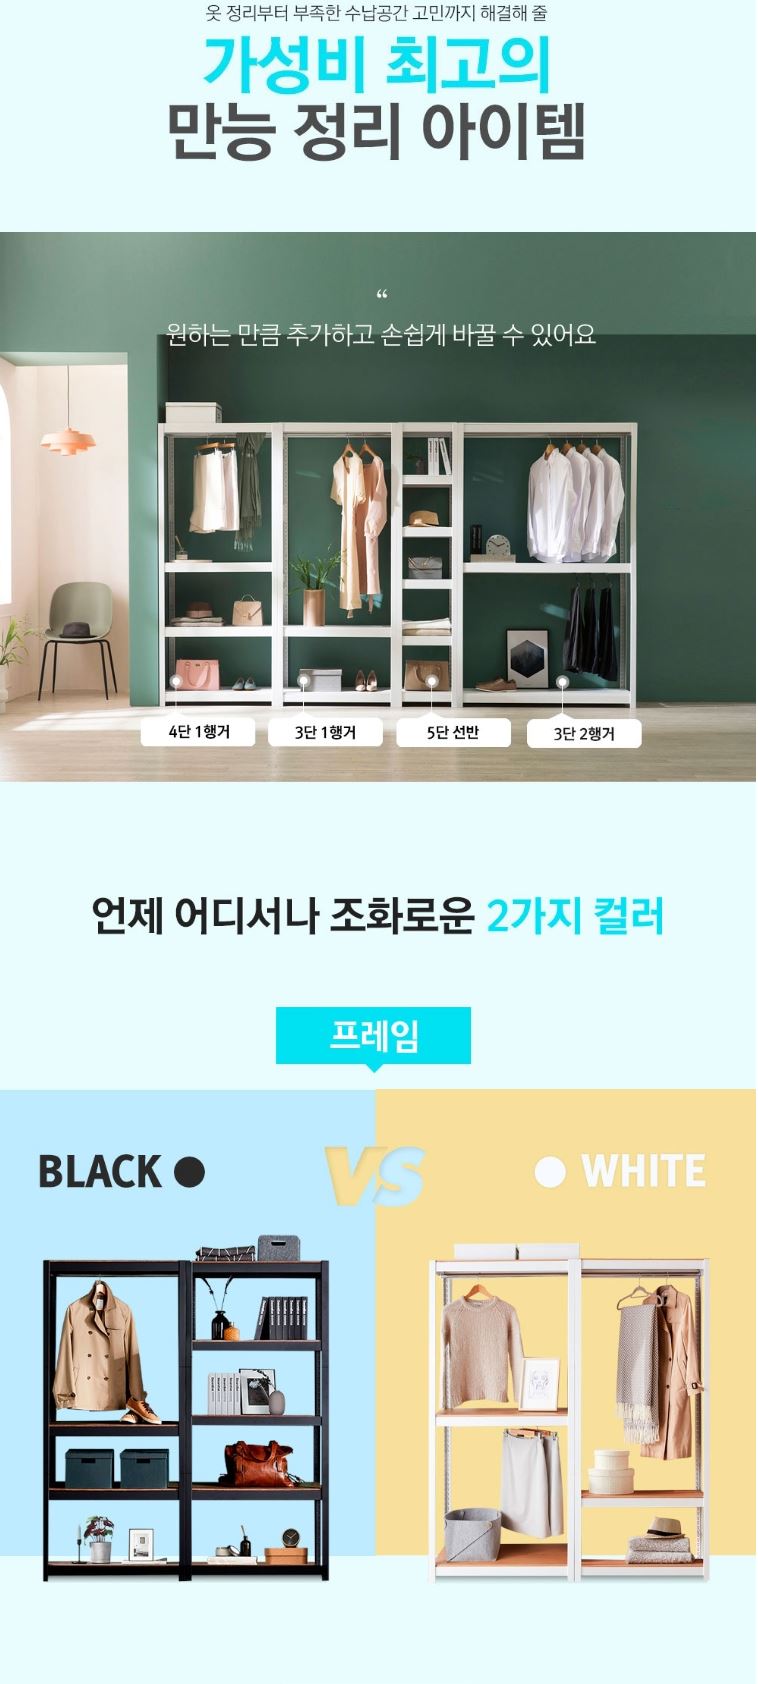 옷 정리부터 부족한 수납공간 고민까지 해결해 줄
가성비 최고의
만능 정리 아이템
“
원하는 만큼 추가하고 손쉽게 바꿀 수 있어요
4단 1행거
3단 1행거
5단 선반
3단 2행거
언제 어디서나 조화로운 2가지 컬러
프레임
BLACK
VS
WHITE